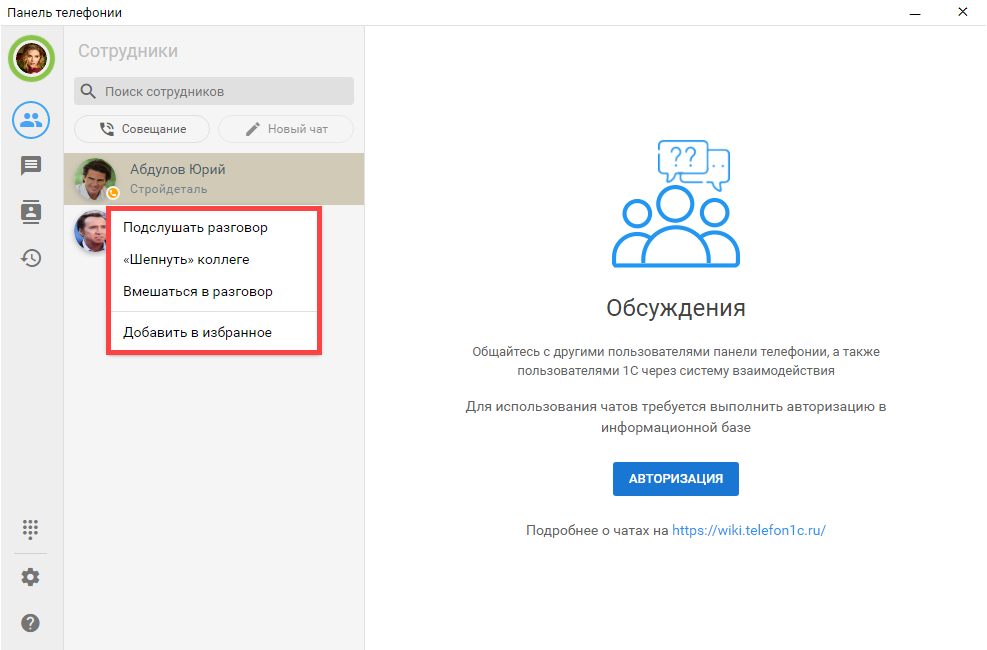 Панель телефонии
Сотрудники
Поиск сотрудников
Совещание
Новый чат
Абдулов Юрий
Стройдеталь
Подслушать разговор
«Шепнуть» коллеге
Вмешаться в разговор
Добавить в избранное
??
Обсуждения
Общайтесь с другими пользователями панели телефонии, а также
пользователями 1С через систему взаимодействия
Для использования чатов требуется выполнить авторизацию в
информационной базе
АВТОРИЗАЦИЯ
Подробнее о чатах на https://wiki.telefon1c.ru/